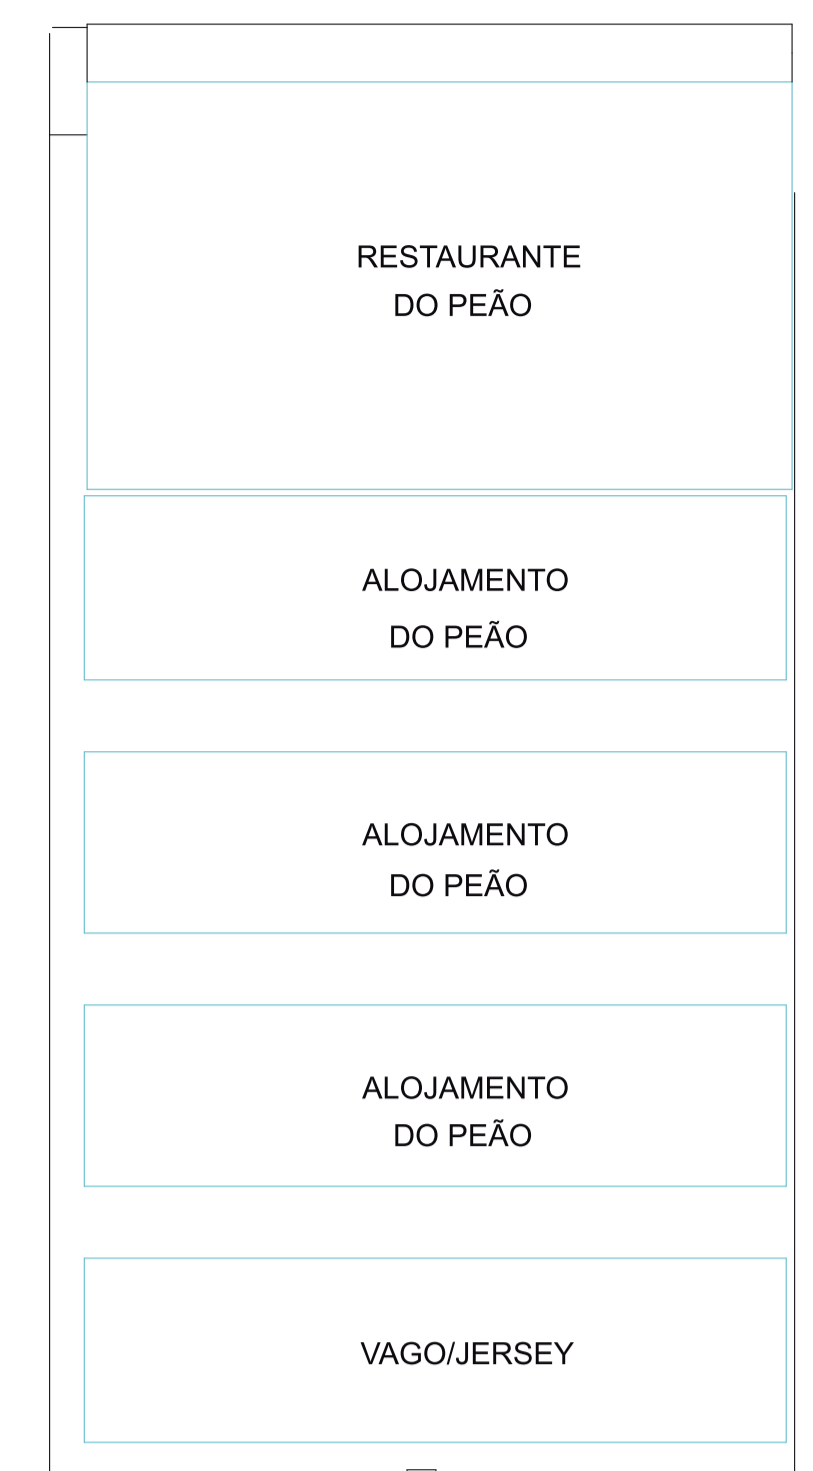 RESTAURANTE
DO PEÃO
ALOJAMENTO
DO PEÃO
ALOJAMENTO
DO PEÃO
ALOJAMENTO
DO PEÃO
VAGO/JERSEY